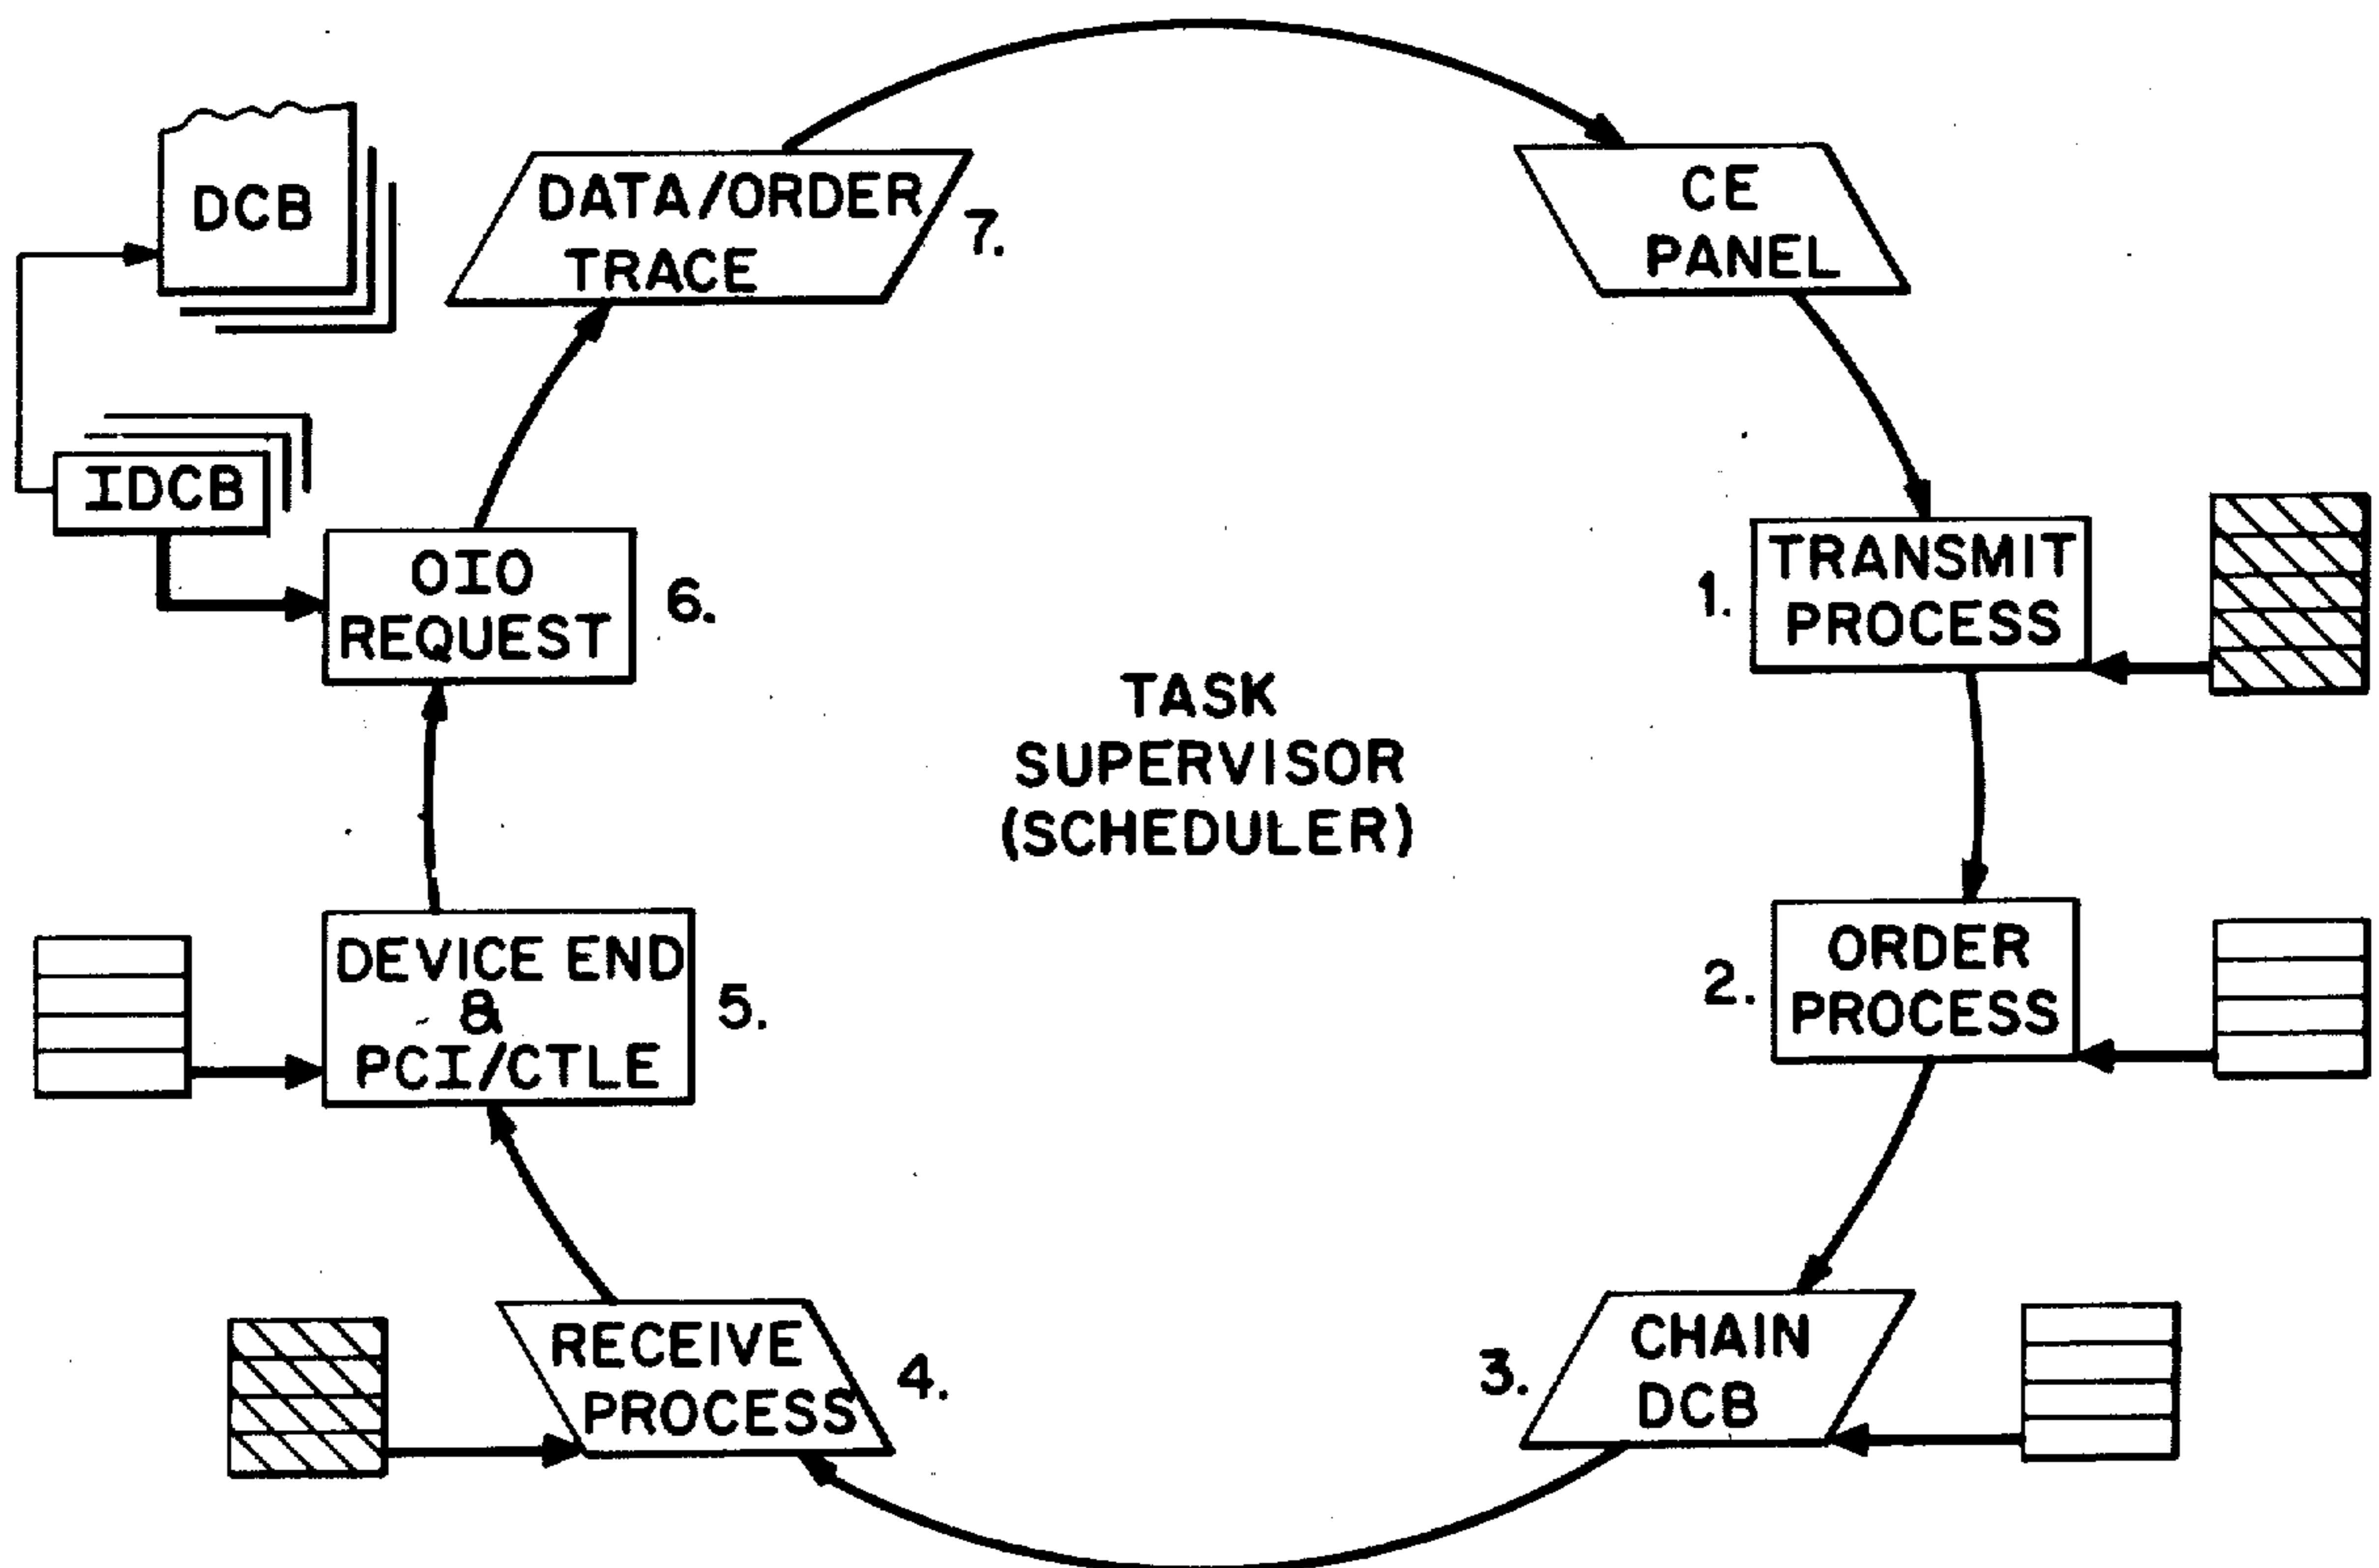 DCB
DATA/ORDER
TRACE
7.
CE
PANEL
IDCB
OIO
REQUEST
6.
1.
TRANSMIT
PROCESS
TASK
SUPERVISOR
(SCHEDULER)
DEVICE END
&
PCI/CTLE
5.
2.
ORDER
PROCESS
RECEIVE
PROCESS
4.
3.
CHAIN
DCB